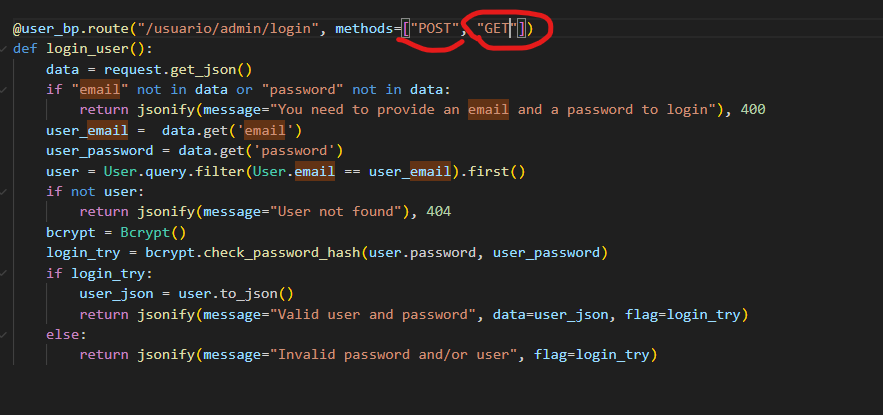 @user_bp.route("/usuario/admin/login", methods=["POST", "GET"])
def login_user():
    data = request.get_json()
    if "email" not in data or "password" not in data:
        return jsonify(message="You need to provide an email and a password to login"), 400
    user_email =  data.get('email')
    user_password = data.get('password')
    user = User.query.filter(User.email == user_email).first()
    if not user:
        return jsonify(message="User not found"), 404
    bcrypt = Bcrypt()
    login_try = bcrypt.check_password_hash(user.password, user_password)
    if login_try:
        user_json = user.to_json()
        return jsonify(message="Valid user and password", data=user_json, flag=login_try)
    else:
        return jsonify(message="Invalid password and/or user", flag=login_try)